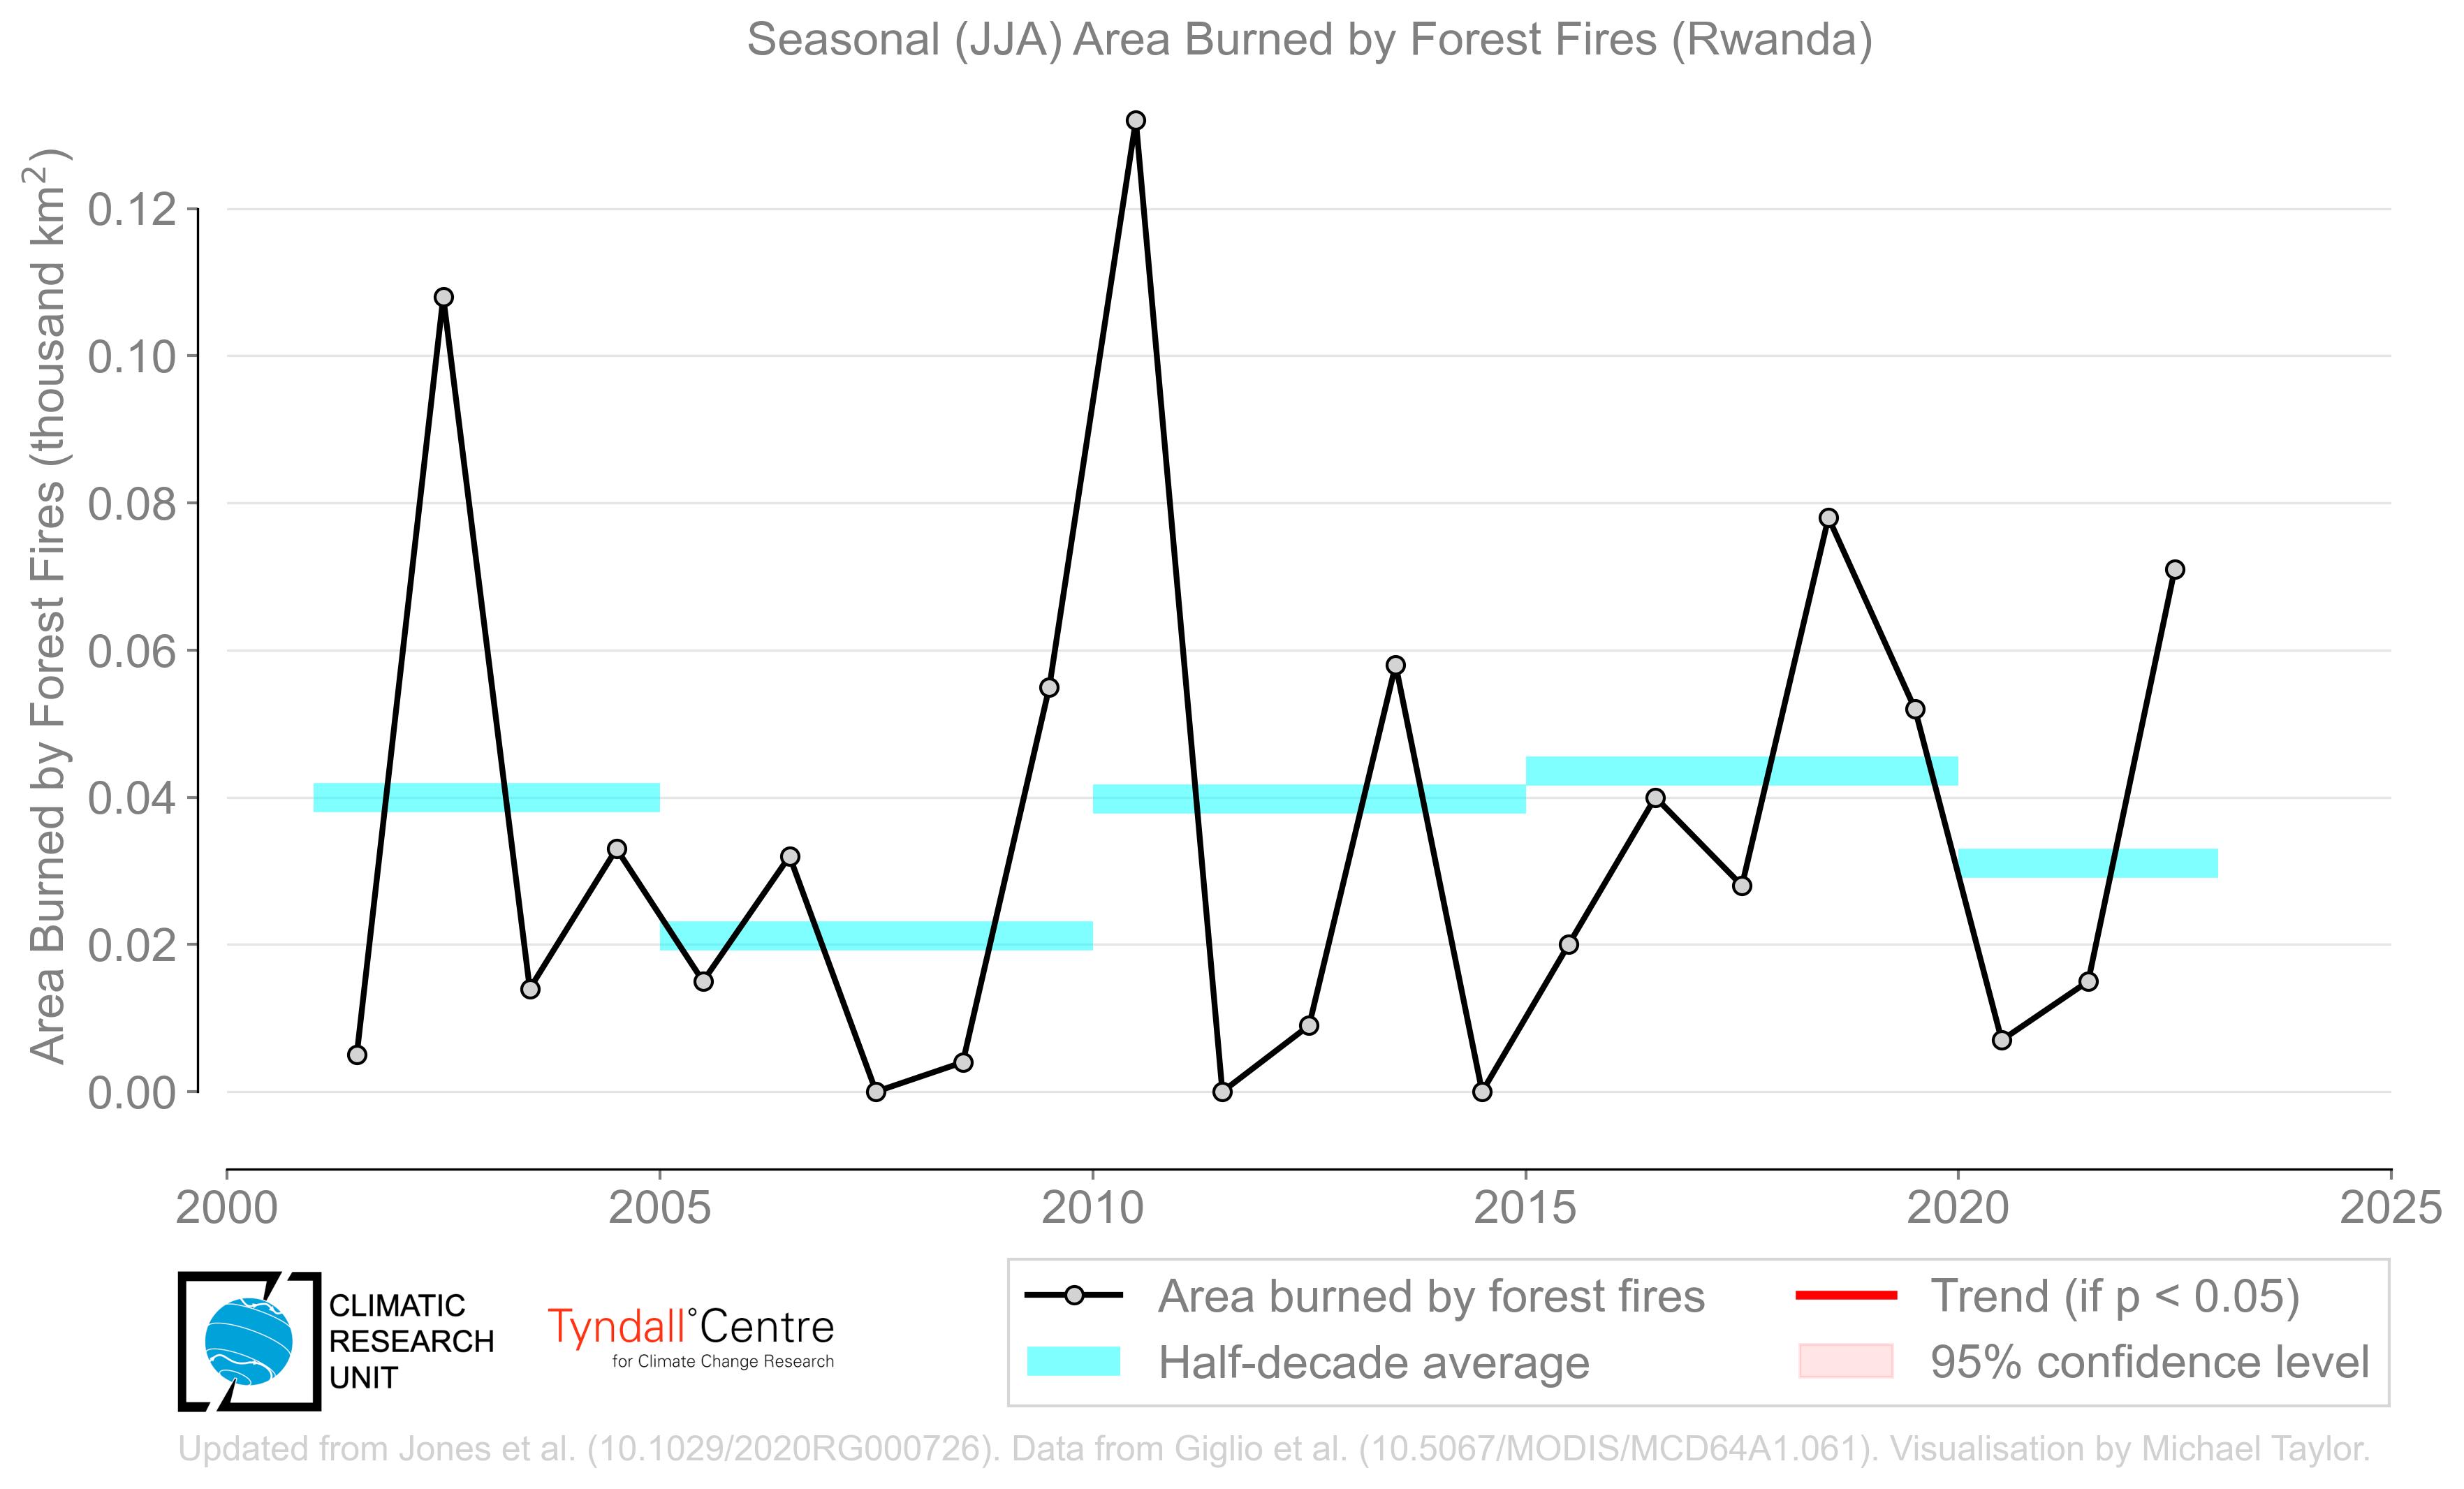 Seasonal (JJA) Area Burned by Forest Fires (Rwanda)
Area Burned by Forest Fires (thousand km²)
0.12
0.10
0.08
0.06
0.04
0.02
0.00
2000 2005 2010 2015 2020 2025
CLIMATIC
RESEARCH
UNIT
Tyndall°Centre
for Climate Change Research
Area burned by forest fires
Half-decade average
Trend (if p < 0.05)
95% confidence level
Updated from Jones et al. (10.1029/2020RG000726). Data from Giglio et al. (10.5067/MODIS/MCD64A1.061). Visualisation by Michael Taylor.